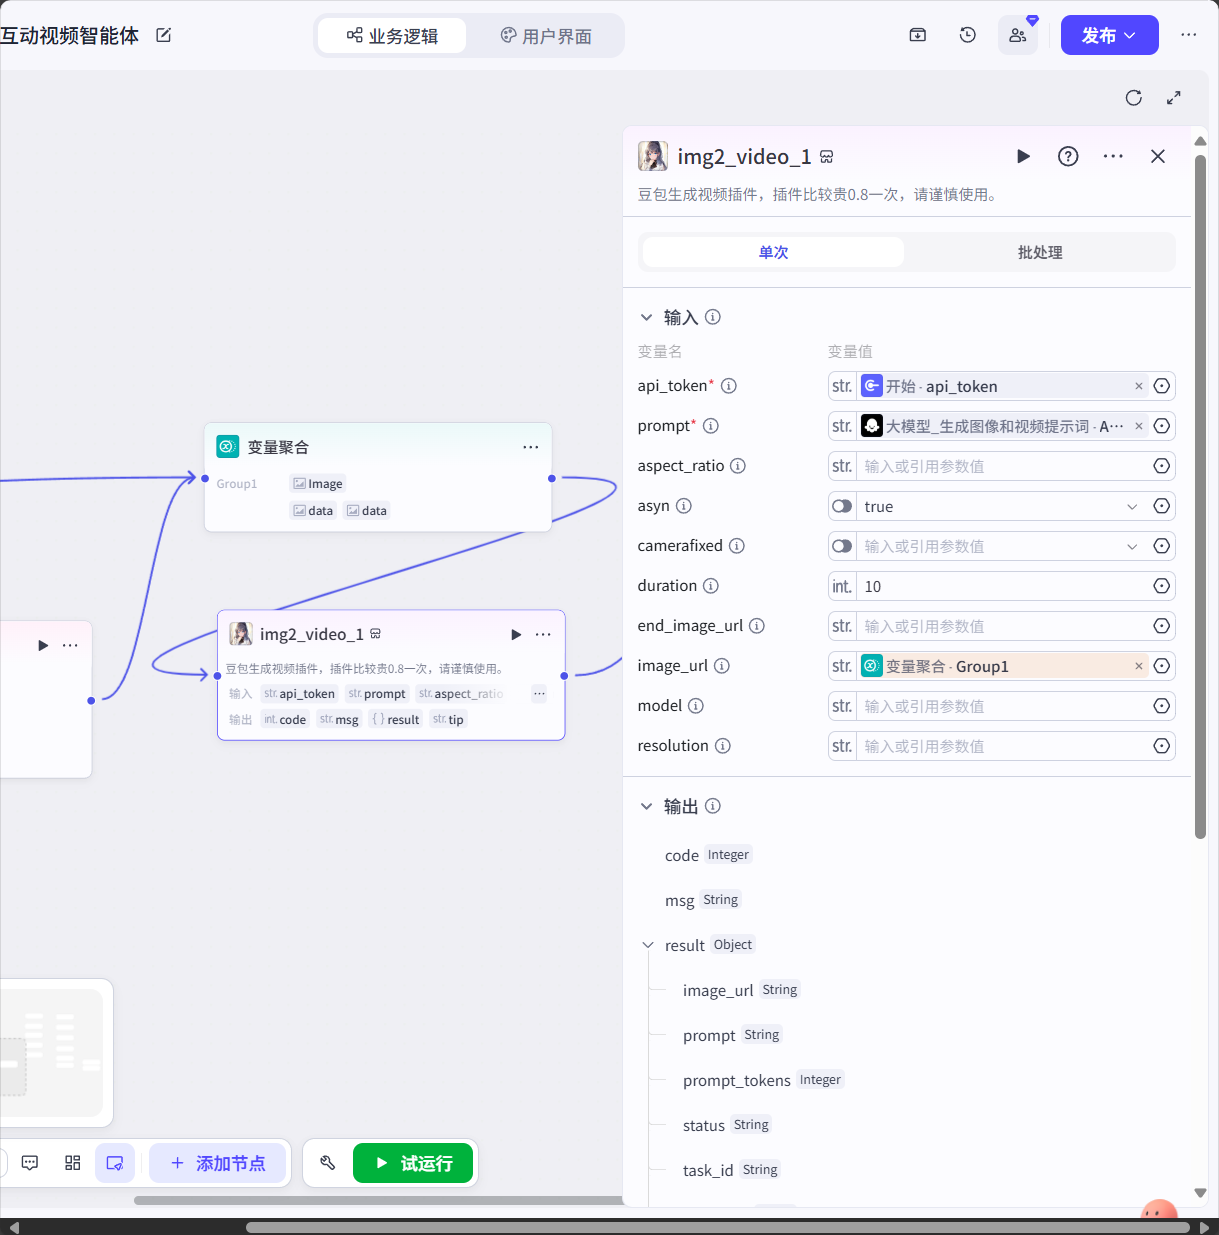 互动视频智能体
业务逻辑
用户界面
发布
img2_video_1
豆包生成视频插件，插件比较贵0.8一次，请谨慎使用。
单次
批处理
输入
变量名
变量值
api_token*
str. 开始 · api_token
prompt*
str. 大模型_生成图像和视频提示词 · A···
aspect_ratio
str. 输入或引用参数值
asyn
true
camerafixed
输入或引用参数值
duration
int. 10
end_image_url
str. 输入或引用参数值
image_url
str. 变量聚合 · Group1
model
str. 输入或引用参数值
resolution
str. 输入或引用参数值
输出
code Integer
msg String
result Object
image_url String
prompt String
prompt_tokens Integer
status String
task_id String
变量聚合
Group1
Image
data
data
img2_video_1
豆包生成视频插件，插件比较贵0.8一次，请谨慎使用。
输入 str. api_token str. prompt str. aspect_ratio
输出 int. code str. msg { } result str. tip
添加节点
试运行